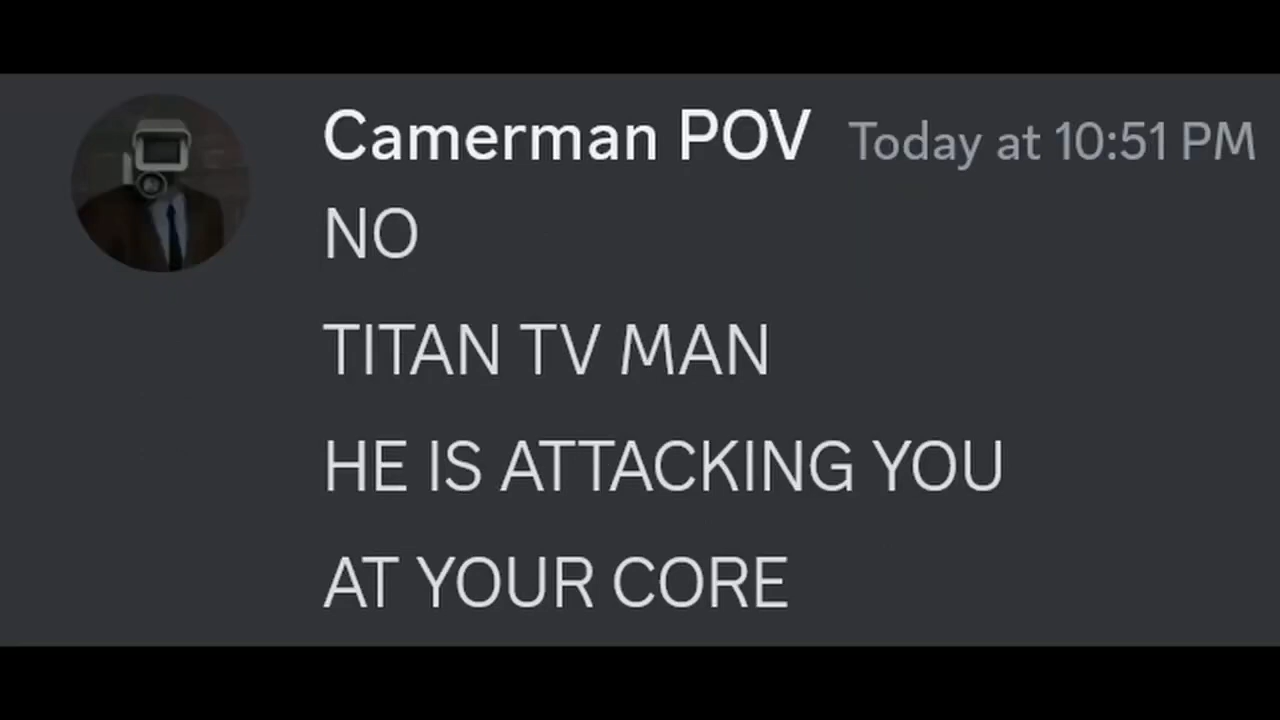 Camerman POV Today at 10:51 PM
NO
TITAN TV MAN
HE IS ATTACKING YOU
AT YOUR CORE